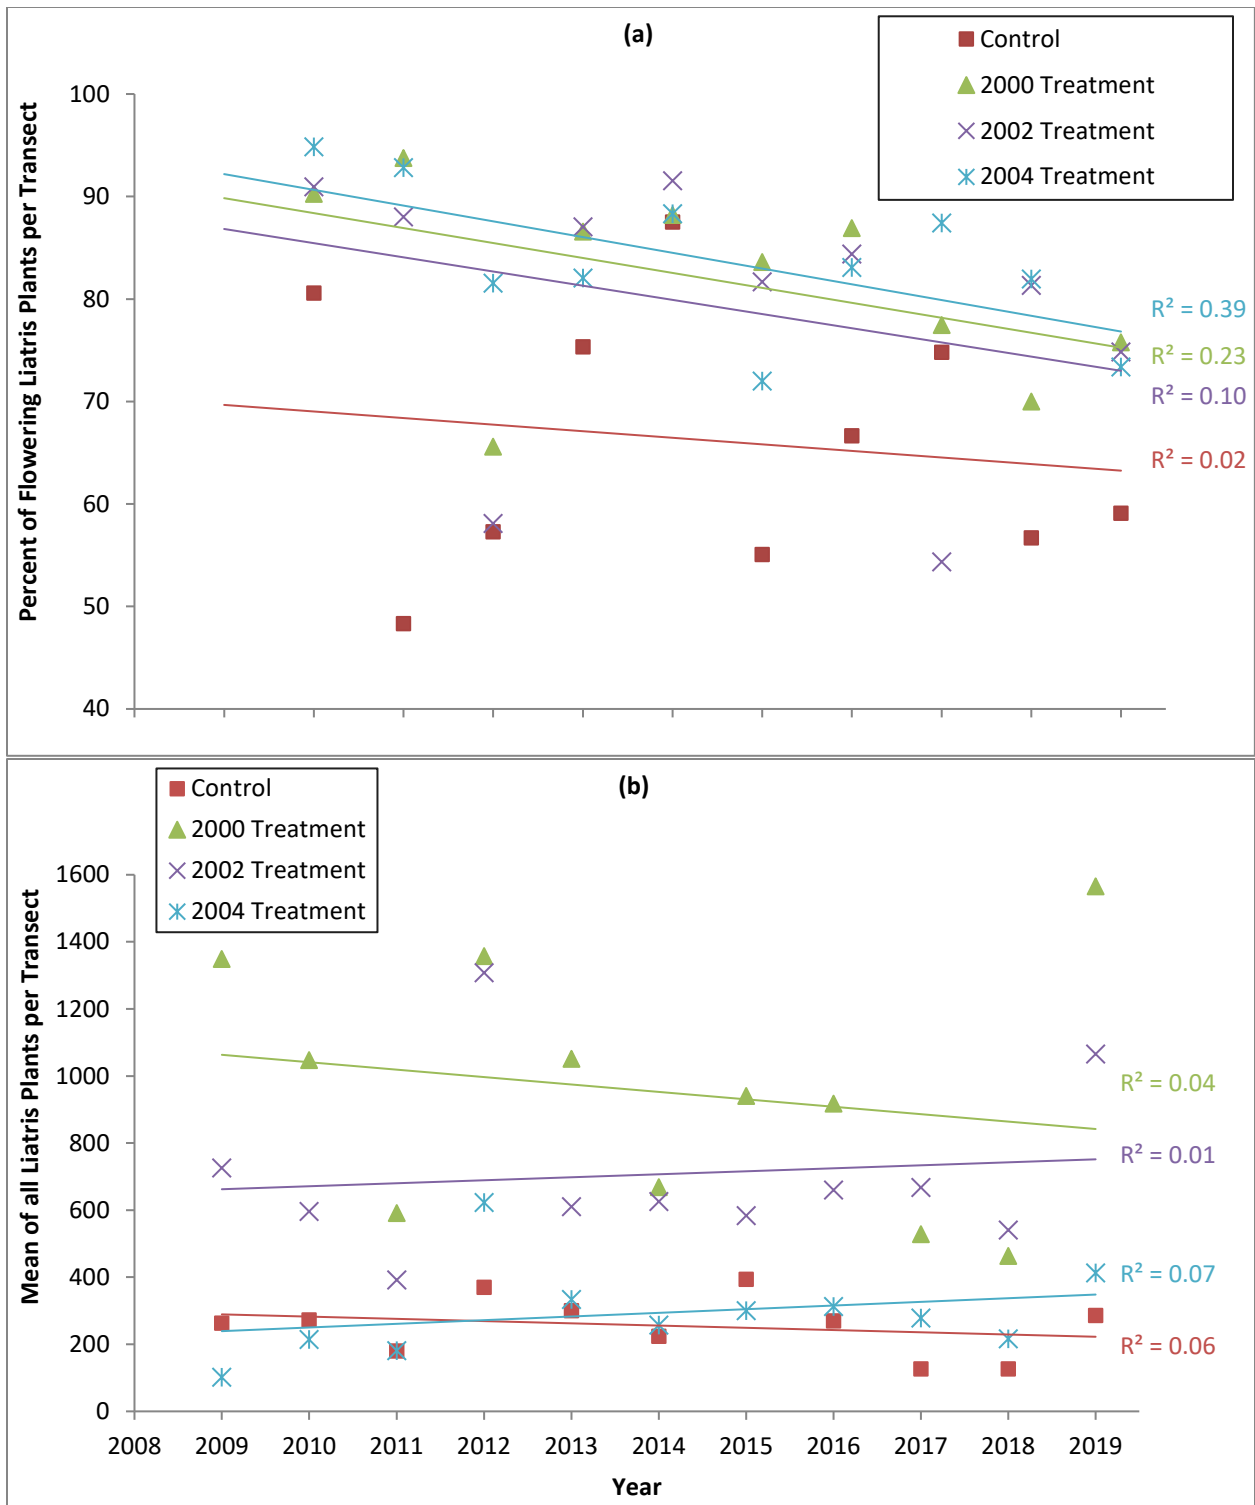 (a)
Control
2000 Treatment
2002 Treatment
2004 Treatment
Percent of Flowering Liatris Plants per Transect
100
90
80
70
60
50
40
R² = 0.39
R² = 0.23
R² = 0.10
R² = 0.02
(b)
Control
2000 Treatment
2002 Treatment
2004 Treatment
Mean of all Liatris Plants per Transect
1600
1400
1200
1000
800
600
400
200
0
R² = 0.04
R² = 0.01
R² = 0.07
R² = 0.06
2008 2009 2010 2011 2012 2013 2014 2015 2016 2017 2018 2019
Year